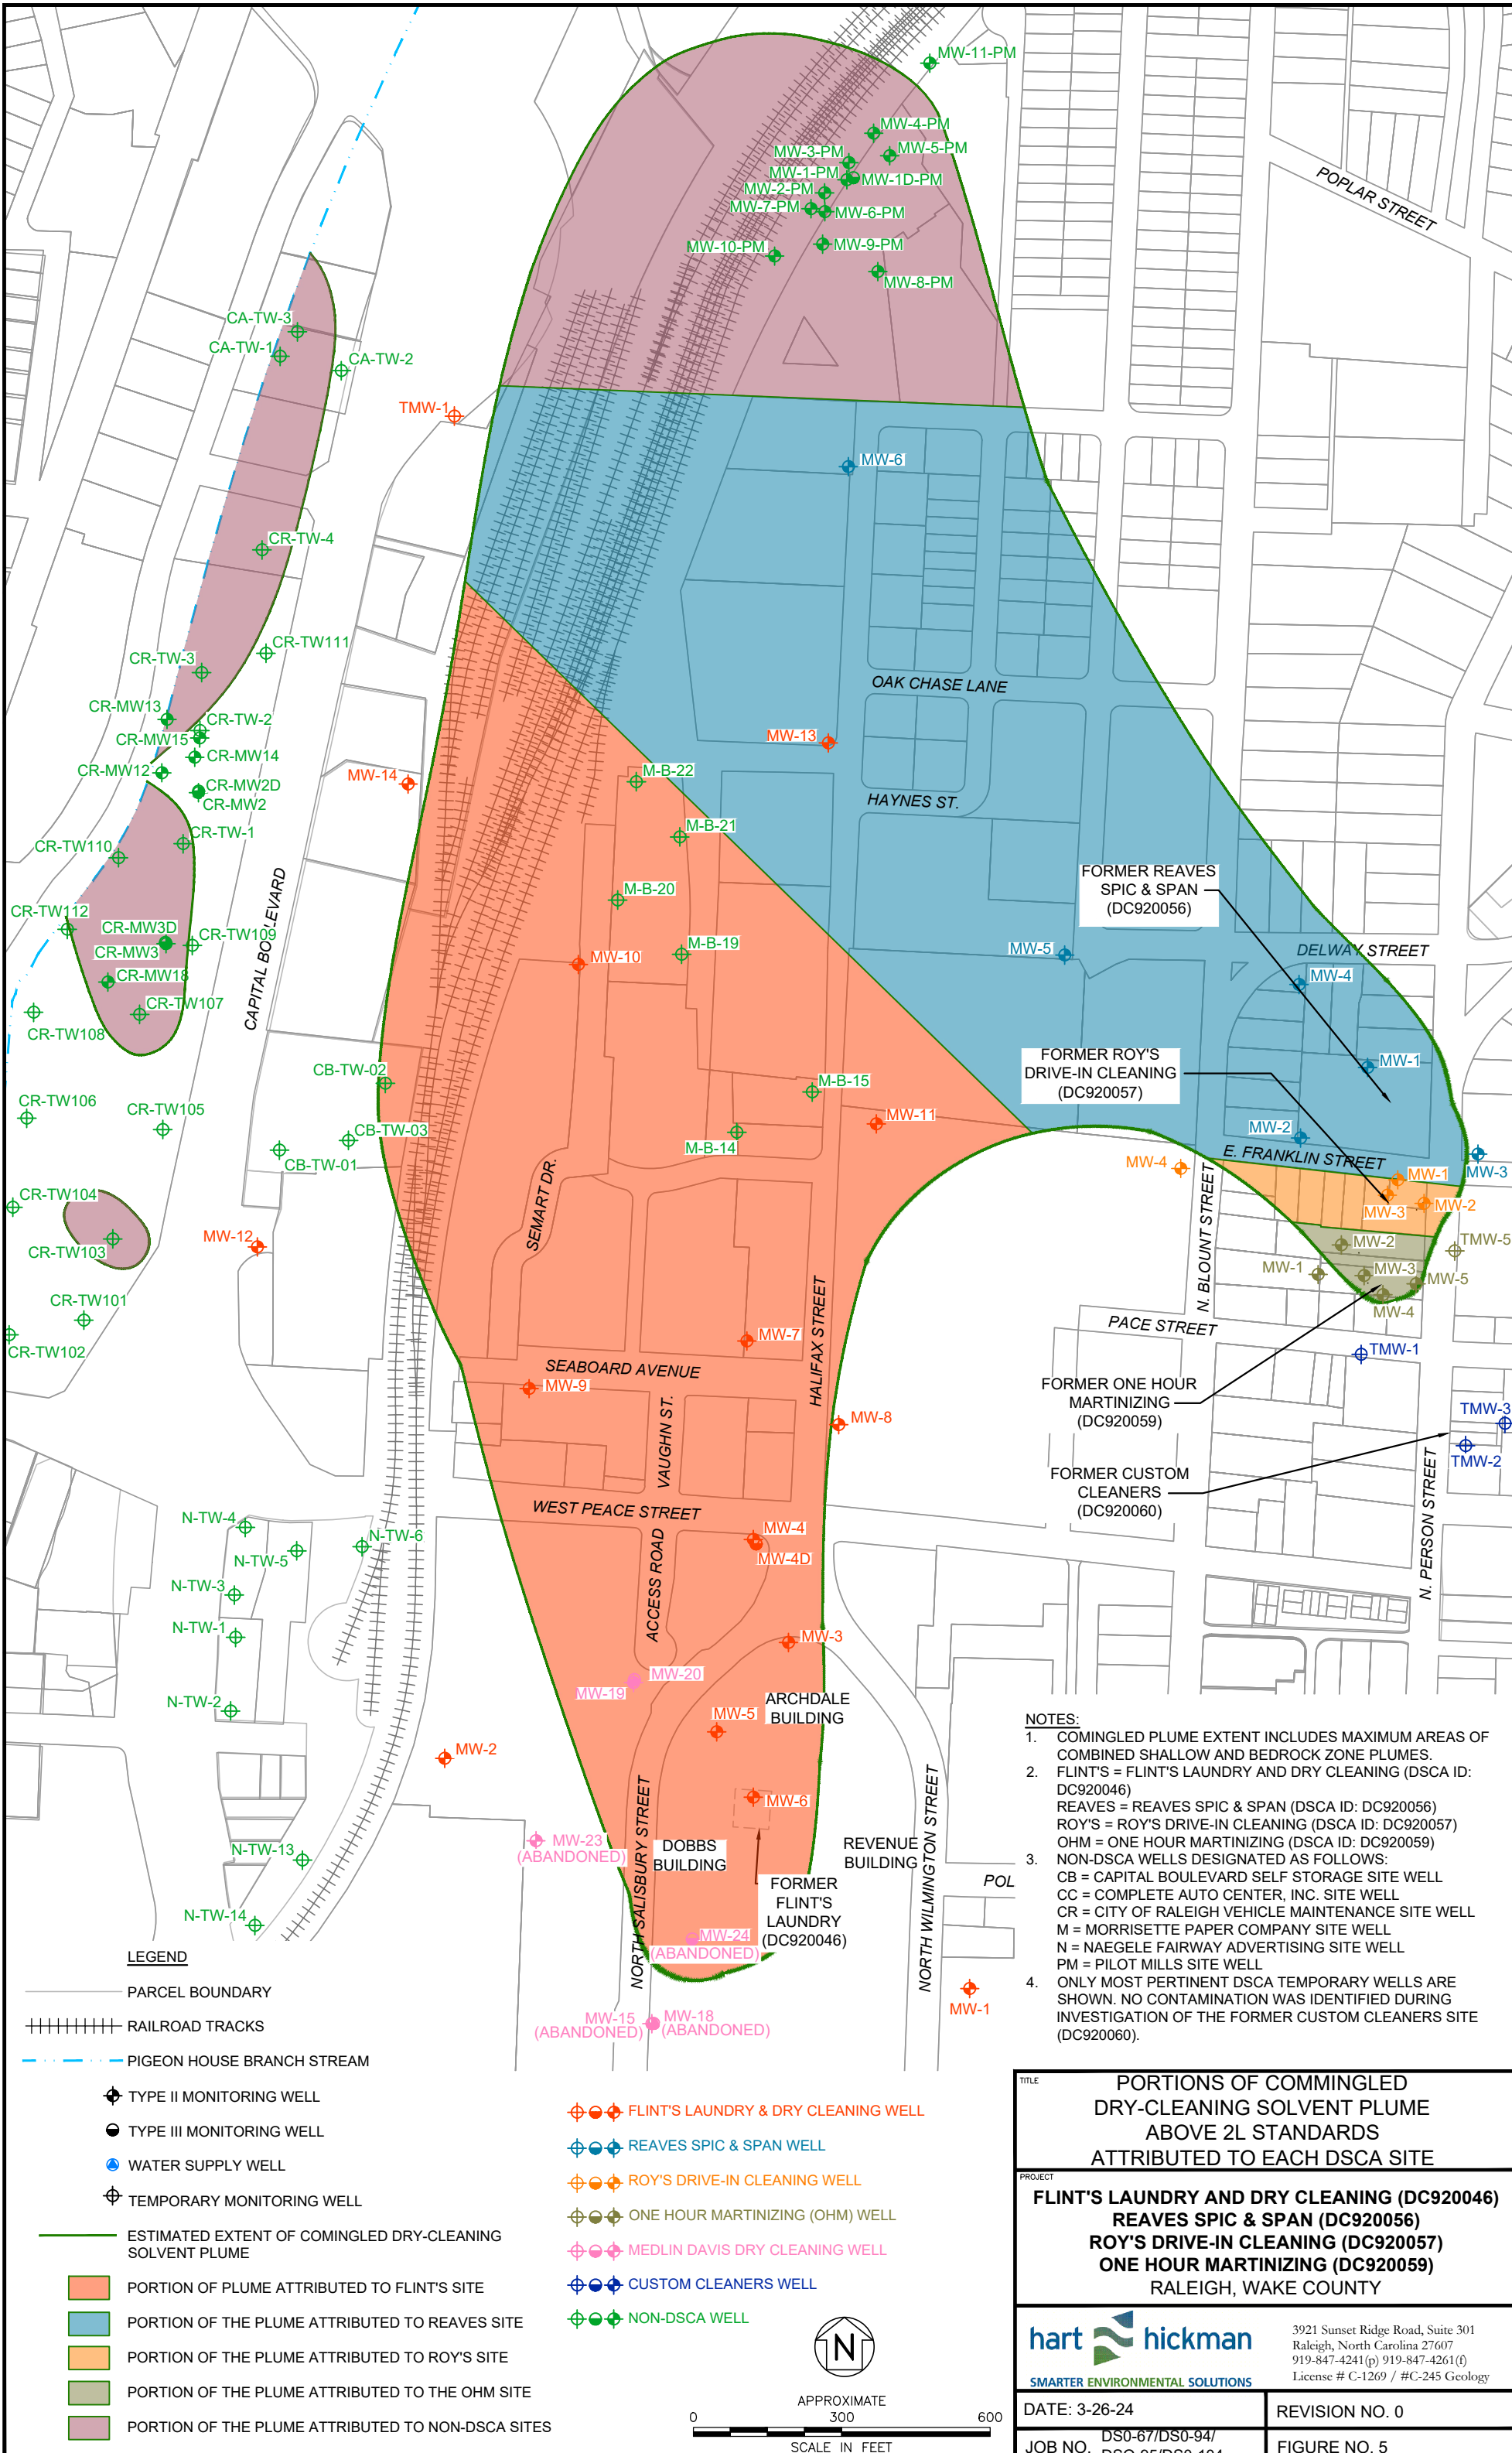 MW-11-PM
MW-4-PM
MW-5-PM
MW-3-PM
MW-1-PM
MW-1D-PM
MW-2-PM
MW-7-PM
MW-6-PM
MW-10-PM
MW-9-PM
MW-8-PM
POPLAR STREET
CA-TW-3
CA-TW-1
CA-TW-2
TMW-1
MW-6
CR-TW-4
CR-TW111
CR-TW-3
OAK CHASE LANE
CR-MW13
CR-TW-2
CR-MW15
MW-13
CR-MW14
CR-MW12
M-B-22
MW-14
CR-MW2D
CR-MW2
HAYNES ST.
M-B-21
CR-TW-1
CR-TW110
FORMER REAVES
SPIC & SPAN
(DC920056)
M-B-20
CAPITAL BOULEVARD
CR-TW112
CR-MW3D
CR-TW109
CR-MW3
M-B-19
MW-5
DELWAY STREET
MW-10
MW-4
CR-MW18
CR-TW107
CR-TW108
FORMER ROY'S
DRIVE-IN CLEANING
(DC920057)
MW-1
CB-TW-02
M-B-15
CR-TW106
CR-TW105
MW-11
CB-TW-03
M-B-14
MW-2
CB-TW-01
E. FRANKLIN STREET
MW-4
MW-3
MW-1
CR-TW104
SEMART DR.
N. BLOUNT STREET
MW-3
MW-2
MW-12
CR-TW103
MW-2
TMW-5
MW-1
MW-3
MW-5
MW-4
CR-TW101
HALIFAX STREET
PACE STREET
CR-TW102
MW-7
TMW-1
SEABOARD AVENUE
MW-9
FORMER ONE HOUR
MARTINIZING
(DC920059)
VAUGHN ST.
MW-8
TMW-3
TMW-2
FORMER CUSTOM
CLEANERS
(DC920060)
N. PERSON STREET
WEST PEACE STREET
N-TW-4
N-TW-6
MW-4
N-TW-5
MW-4D
N-TW-3
ACCESS ROAD
N-TW-1
MW-3
MW-20
MW-19
N-TW-2
ARCHDALE
BUILDING
MW-5
MW-2
MW-6
NORTH SALISBURY STREET
NORTH WILMINGTON STREET
MW-23
(ABANDONED)
DOBBS
BUILDING
REVENUE
BUILDING
N-TW-13
POL
FORMER
FLINT'S
LAUNDRY
(DC920046)
N-TW-14
MW-24
(ABANDONED)
MW-1
MW-15
(ABANDONED)
MW-18
(ABANDONED)
NOTES:
1. COMINGLED PLUME EXTENT INCLUDES MAXIMUM AREAS OF
COMBINED SHALLOW AND BEDROCK ZONE PLUMES.
2. FLINT'S = FLINT'S LAUNDRY AND DRY CLEANING (DSCA ID:
DC920046)
REAVES = REAVES SPIC & SPAN (DSCA ID: DC920056)
ROY'S = ROY'S DRIVE-IN CLEANING (DSCA ID: DC920057)
OHM = ONE HOUR MARTINIZING (DSCA ID: DC920059)
3. NON-DSCA WELLS DESIGNATED AS FOLLOWS:
CB = CAPITAL BOULEVARD SELF STORAGE SITE WELL
CC = COMPLETE AUTO CENTER, INC. SITE WELL
CR = CITY OF RALEIGH VEHICLE MAINTENANCE SITE WELL
M = MORRISETTE PAPER COMPANY SITE WELL
N = NAEGELE FAIRWAY ADVERTISING SITE WELL
PM = PILOT MILLS SITE WELL
4. ONLY MOST PERTINENT DSCA TEMPORARY WELLS ARE
SHOWN. NO CONTAMINATION WAS IDENTIFIED DURING
INVESTIGATION OF THE FORMER CUSTOM CLEANERS SITE
(DC920060).
LEGEND
PARCEL BOUNDARY
RAILROAD TRACKS
PIGEON HOUSE BRANCH STREAM
TYPE II MONITORING WELL
TYPE III MONITORING WELL
WATER SUPPLY WELL
TEMPORARY MONITORING WELL
ESTIMATED EXTENT OF COMINGLED DRY-CLEANING
SOLVENT PLUME
PORTION OF PLUME ATTRIBUTED TO FLINT'S SITE
PORTION OF THE PLUME ATTRIBUTED TO REAVES SITE
PORTION OF THE PLUME ATTRIBUTED TO ROY'S SITE
PORTION OF THE PLUME ATTRIBUTED TO THE OHM SITE
PORTION OF THE PLUME ATTRIBUTED TO NON-DSCA SITES
FLINT'S LAUNDRY & DRY CLEANING WELL
REAVES SPIC & SPAN WELL
ROY'S DRIVE-IN CLEANING WELL
ONE HOUR MARTINIZING (OHM) WELL
MEDLIN DAVIS DRY CLEANING WELL
CUSTOM CLEANERS WELL
NON-DSCA WELL
N
APPROXIMATE
0 300 600
SCALE IN FEET
TITLE
PORTIONS OF COMMINGLED
DRY-CLEANING SOLVENT PLUME
ABOVE 2L STANDARDS
ATTRIBUTED TO EACH DSCA SITE
PROJECT
FLINT'S LAUNDRY AND DRY CLEANING (DC920046)
REAVES SPIC & SPAN (DC920056)
ROY'S DRIVE-IN CLEANING (DC920057)
ONE HOUR MARTINIZING (DC920059)
RALEIGH, WAKE COUNTY
hart hickman
SMARTER ENVIRONMENTAL SOLUTIONS
3921 Sunset Ridge Road, Suite 301
Raleigh, North Carolina 27607
919-847-4241(p) 919-847-4261(f)
License # C-1269 / #C-245 Geology
DATE: 3-26-24
REVISION NO. 0
JOB NO. DS0-67/DS0-94/
FIGURE NO. 5